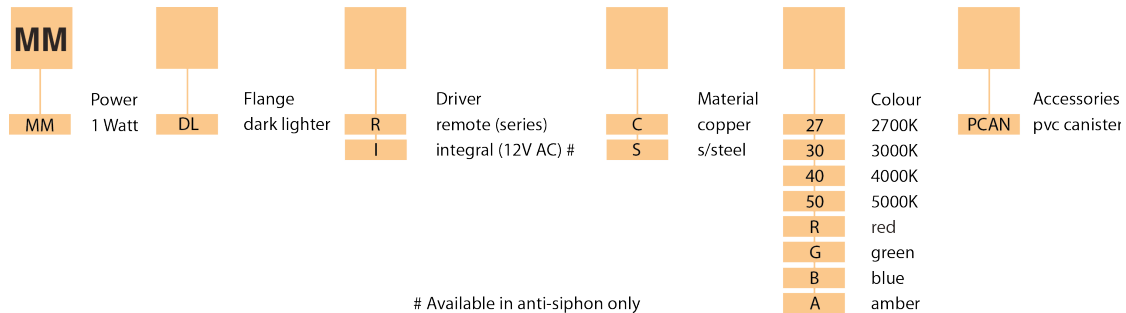 MM
Power Flange Driver Material Colour Accessories
MM 1 Watt DL dark lighter R remote (series) C copper 27 2700K PCAN pvc canister
I integral (12V AC) # S s/steel 30 3000K
40 4000K
50 5000K
R red
G green
B blue
# Available in anti-siphon only A amber